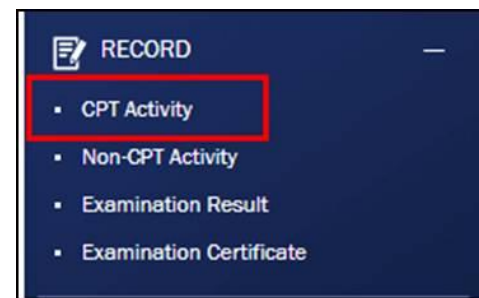 RECORD
CPT Activity
Non-CPT Activity
Examination Result
Examination Certificate